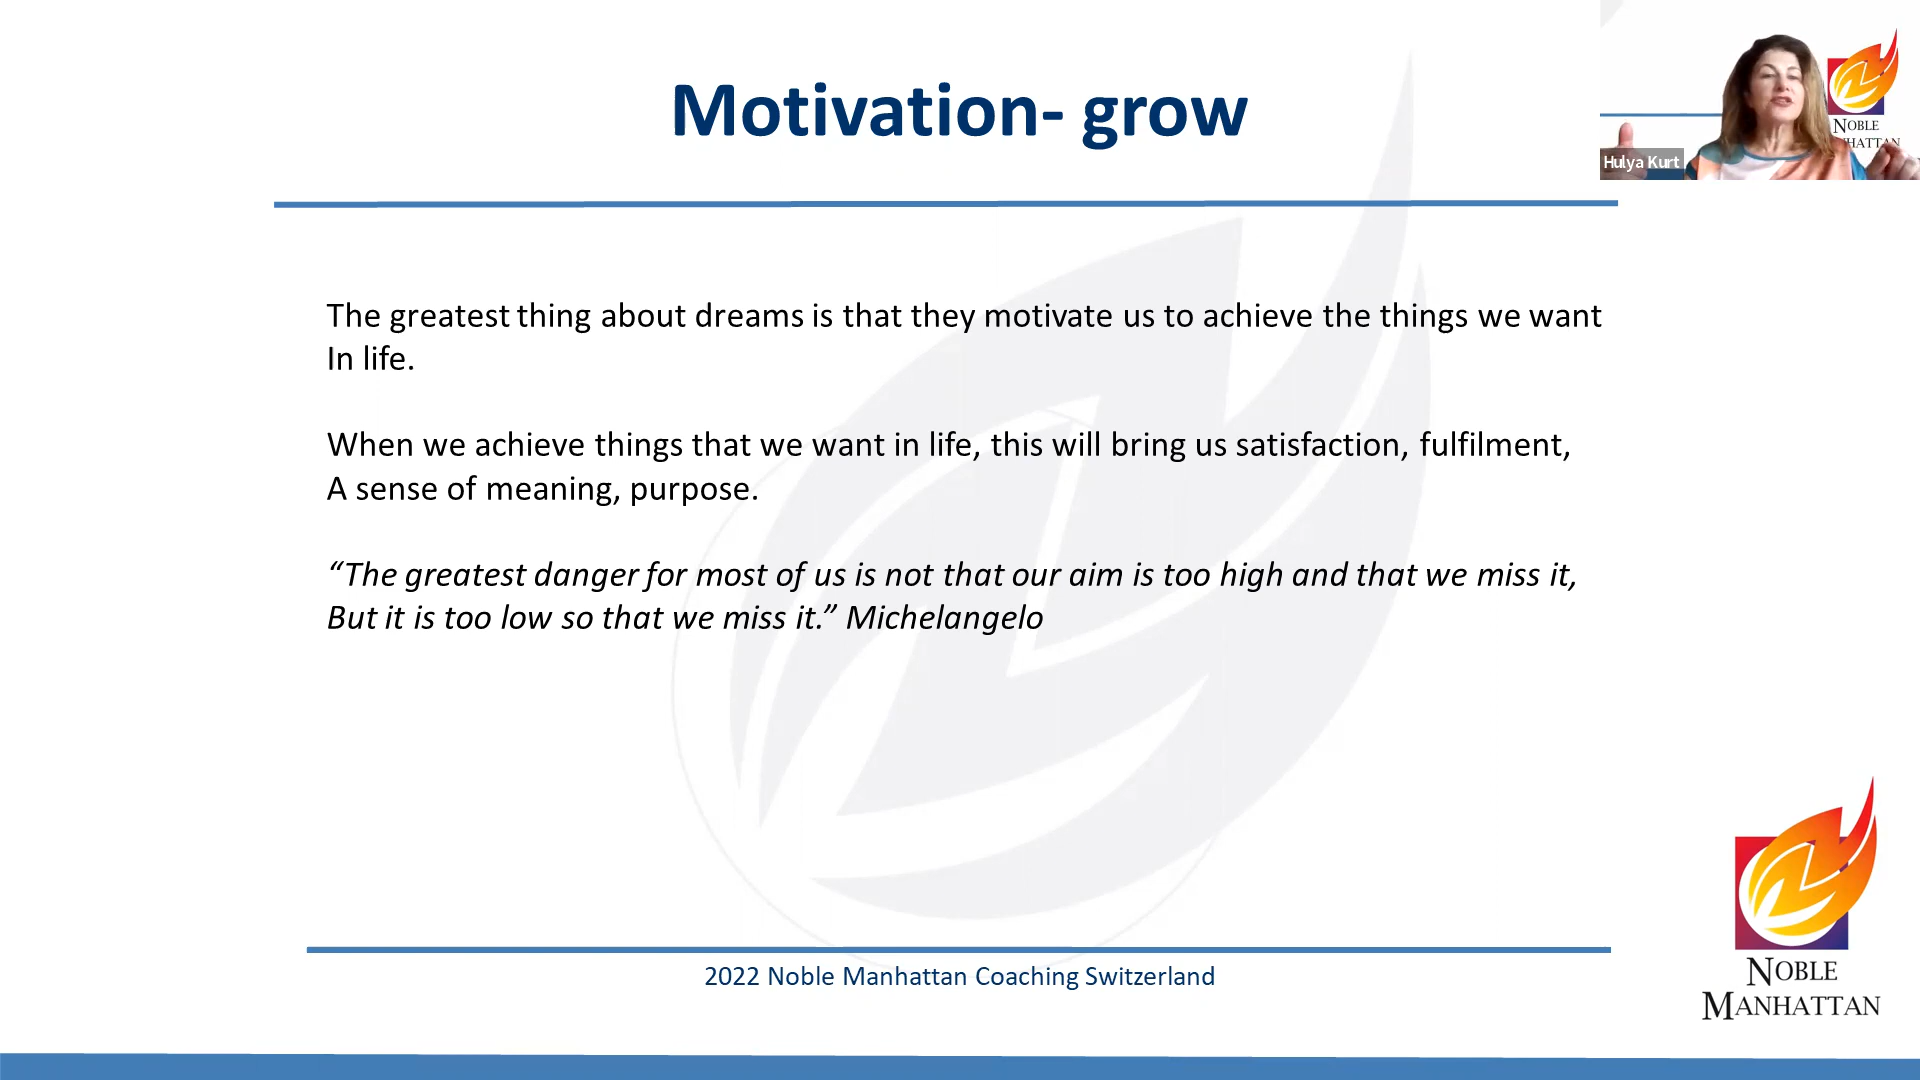 Motivation- grow
NOBLE
HATTAN
Hulya Kurt
The greatest thing about dreams is that they motivate us to achieve the things we want
In life.
When we achieve things that we want in life, this will bring us satisfaction, fulfilment,
A sense of meaning, purpose.
“The greatest danger for most of us is not that our aim is too high and that we miss it,
But it is too low so that we miss it.” Michelangelo
2022 Noble Manhattan Coaching Switzerland
NOBLE
MANHATTAN